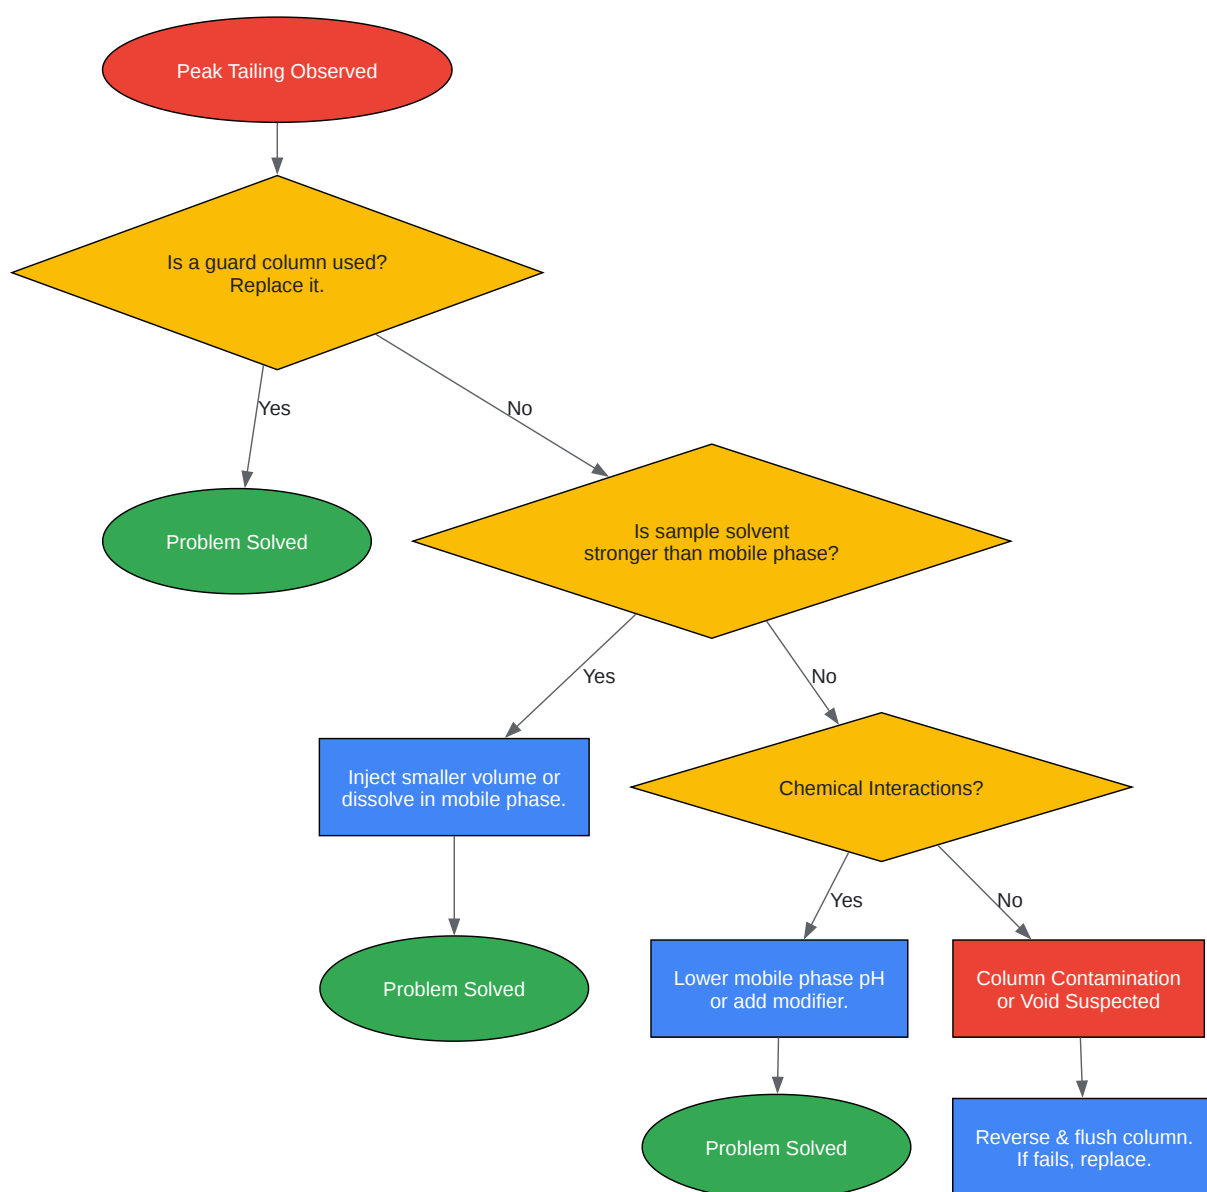 Peak Tailing Observed
Is a guard column used?
Replace it.
Yes
No
Problem Solved
Is sample solvent
stronger than mobile phase?
Yes
No
Inject smaller volume or
dissolve in mobile phase.
Chemical Interactions?
Yes
No
Problem Solved
Lower mobile phase pH
or add modifier.
Column Contamination
or Void Suspected
Problem Solved
Reverse & flush column.
If fails, replace.